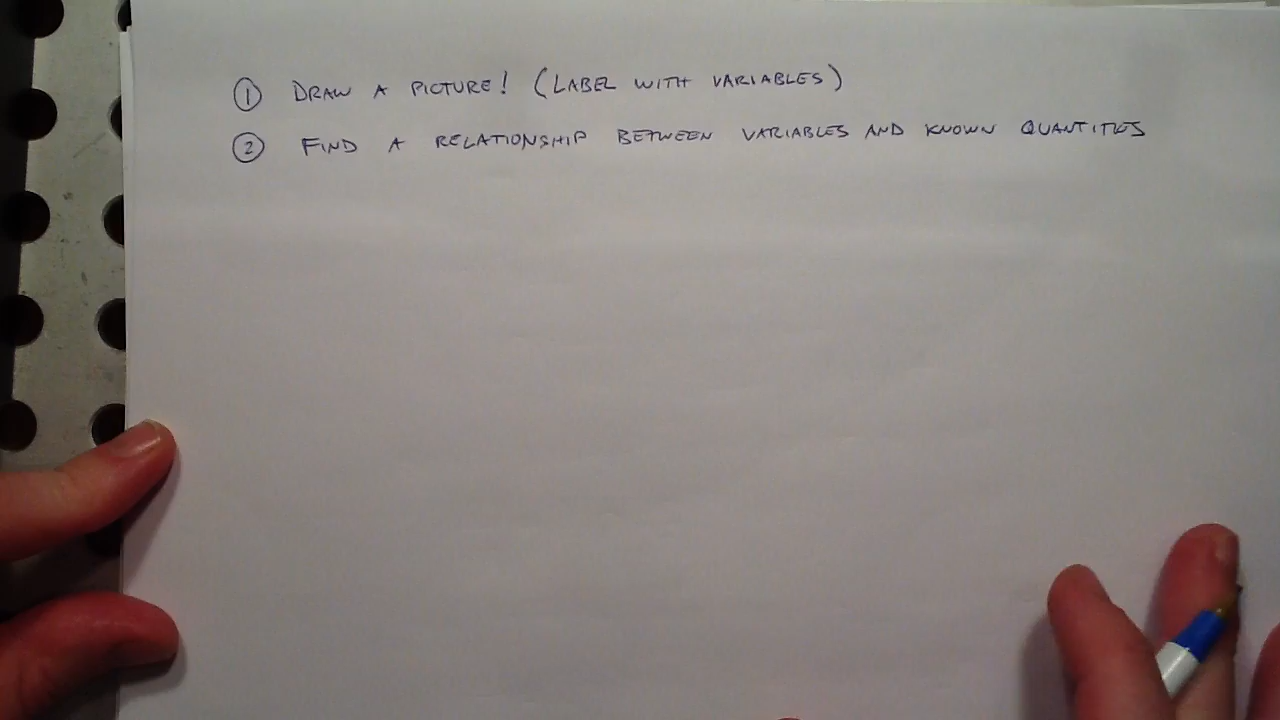 ① DRAW A PICTURE! (LABEL WITH VARIABLES)
② FIND A RELATIONSHIP BETWEEN VARIABLES AND KNOWN QUANTITIES